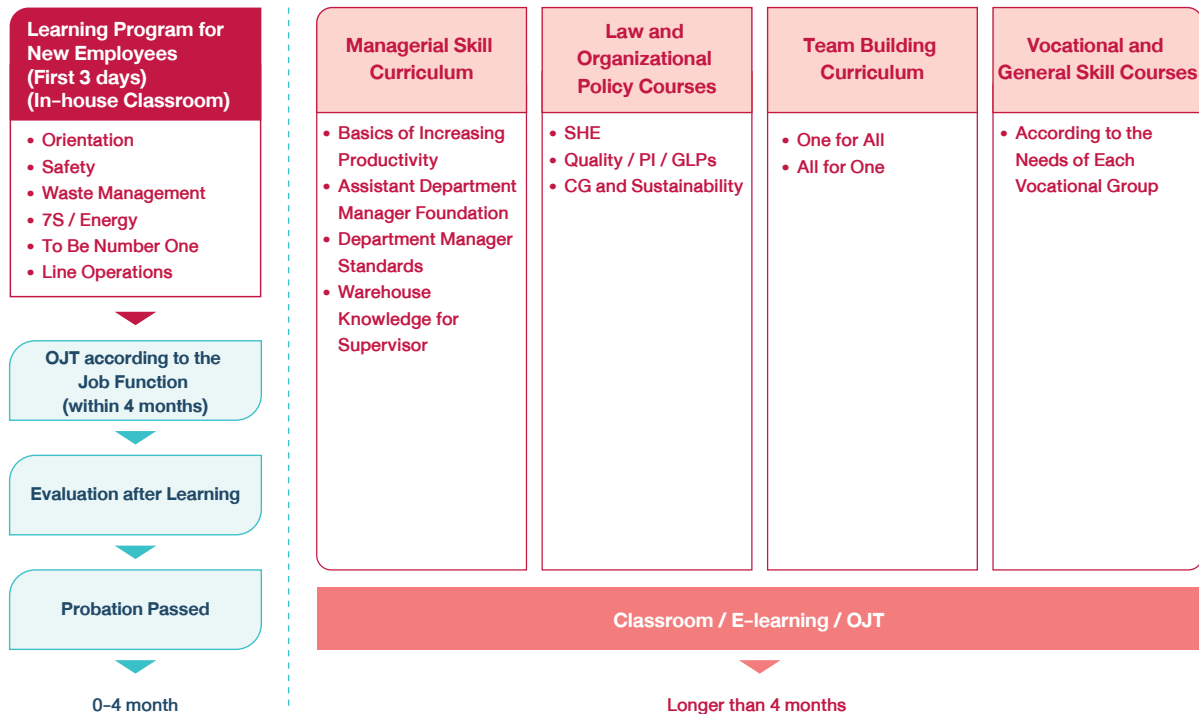 Learning Program for
New Employees
(First 3 days)
(In-house Classroom)
• Orientation
• Safety
• Waste Management
• 7S / Energy
• To Be Number One
• Line Operations
OJT according to the
Job Function
(within 4 months)
Evaluation after Learning
Probation Passed
0-4 month
Managerial Skill
Curriculum
• Basics of Increasing
Productivity
• Assistant Department
Manager Foundation
• Department Manager
Standards
• Warehouse
Knowledge for
Supervisor
Law and
Organizational
Policy Courses
• SHE
• Quality / PI / GLPs
• CG and Sustainability
Team Building
Curriculum
• One for All
• All for One
Vocational and
General Skill Courses
• According to the
Needs of Each
Vocational Group
Classroom / E-learning / OJT
Longer than 4 months